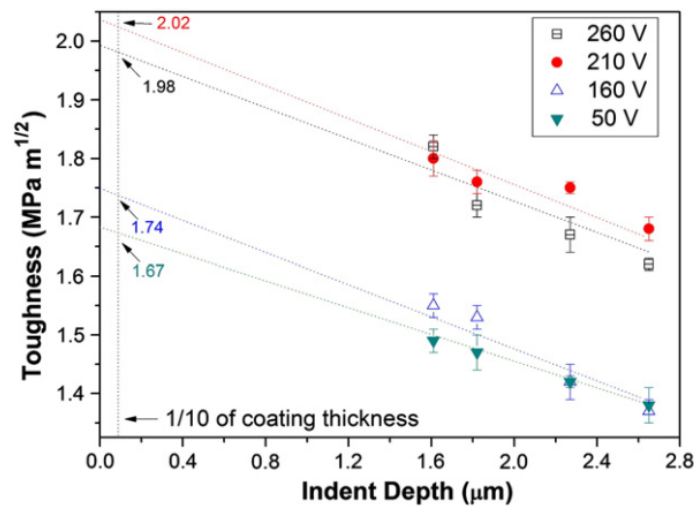 2.02
1.98
1.74
1.67
260 V
210 V
160 V
50 V
2.0
1.9
1.8
1.7
1.6
1.5
1.4
Toughness (MPa m^1/2)
1/10 of coating thickness
0.0 0.4 0.8 1.2 1.6 2.0 2.4 2.8
Indent Depth (μm)